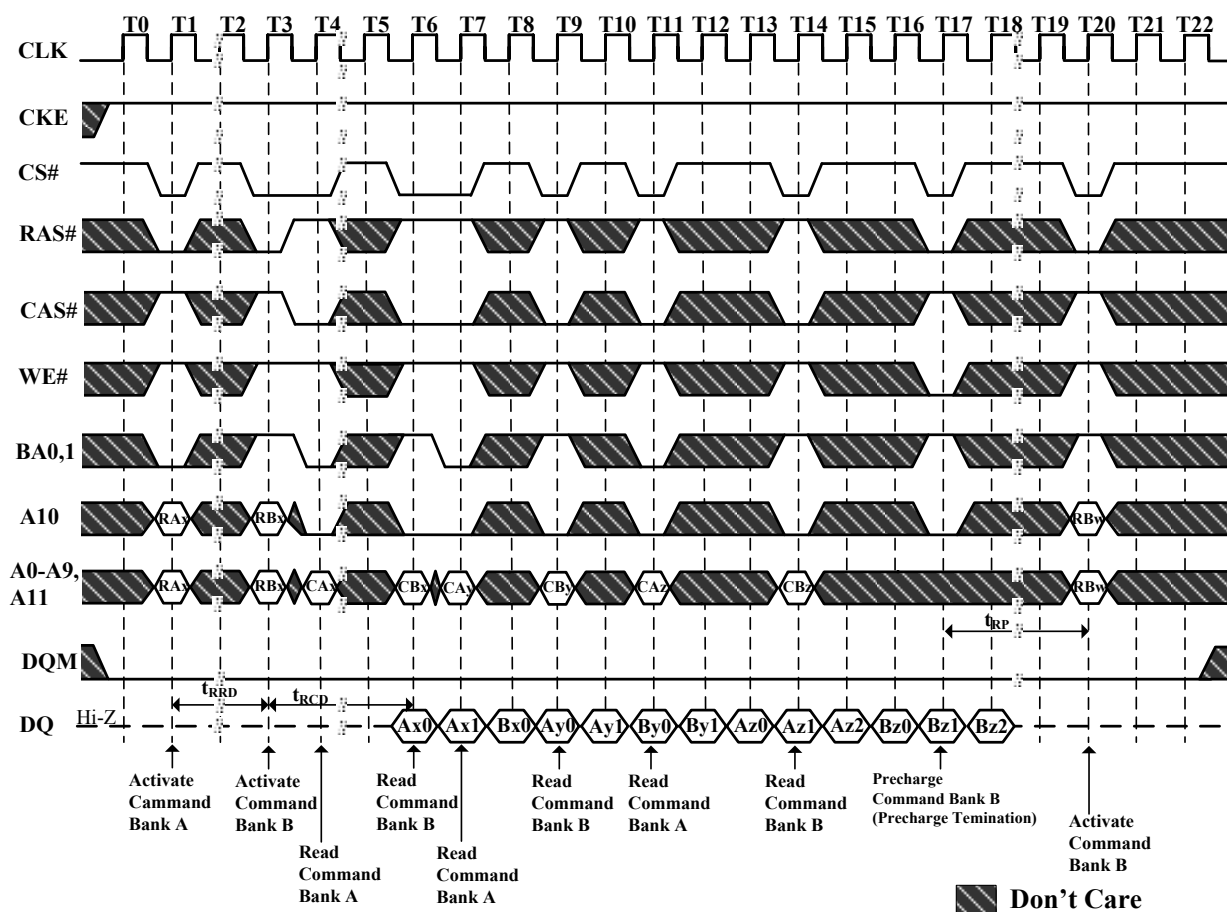 T0 T1 T2 T3 T4 T5 T6 T7 T8 T9 T10 T11 T12 T13 T14 T15 T16 T17 T18 T19 T20 T21 T22
CLK
CKE
CS#
RAS#
CAS#
WE#
BA0,1
A10 RAx RBx RBw
A0-A9,
A11
RAx RBx CAx CBx CAy CBy CAz CBz RBw
tRP
DQM
tRRD tRCD
DQ Hi-Z Ax0 Ax1 Bx0 Ay0 Ay1 By0 By1 Az0 Az1 Az2 Bz0 Bz1 Bz2
Activate
Cammand
Bank A
Activate
Command
Bank B
Read
Command
Bank A
Read
Command
Bank B
Read
Command
Bank A
Read
Command
Bank B
Read
Command
Bank A
Read
Command
Bank B
Precharge
Command Bank B
(Precharge Temination)
Activate
Command
Bank B
Don't Care